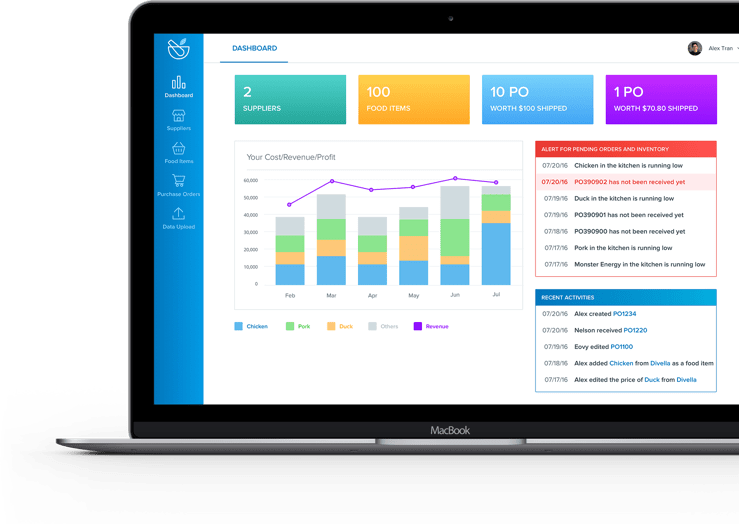 DASHBOARD
Alex Tran
Dashboard
Suppliers
Food Items
Purchase Orders
Data Upload
2
SUPPLIERS
100
FOOD ITEMS
10 PO
WORTH $100 SHIPPED
1 PO
WORTH $70.80 SHIPPED
Your Cost/Revenue/Profit
60,000
50,000
40,000
30,000
20,000
10,000
0
Feb Mar Apr May Jun Jul
Chicken Pork Duck Others Revenue
ALERT FOR PENDING ORDERS AND INVENTORY
07/20/16 Chicken in the kitchen is running low
07/20/16 PO390902 has not been received yet
07/19/16 Duck in the kitchen is running low
07/19/16 PO390901 has not been received yet
07/18/16 PO390900 has not been received yet
07/17/16 Pork in the kitchen is running low
07/17/16 Monster Energy in the kitchen is running low
RECENT ACTIVITIES
07/20/16 Alex created PO1234
07/20/16 Nelson received PO1220
07/19/16 Eovy edited PO1100
07/18/16 Alex added Chicken from Divella as a food item
07/17/16 Alex edited the price of Duck from Divella
MacBook